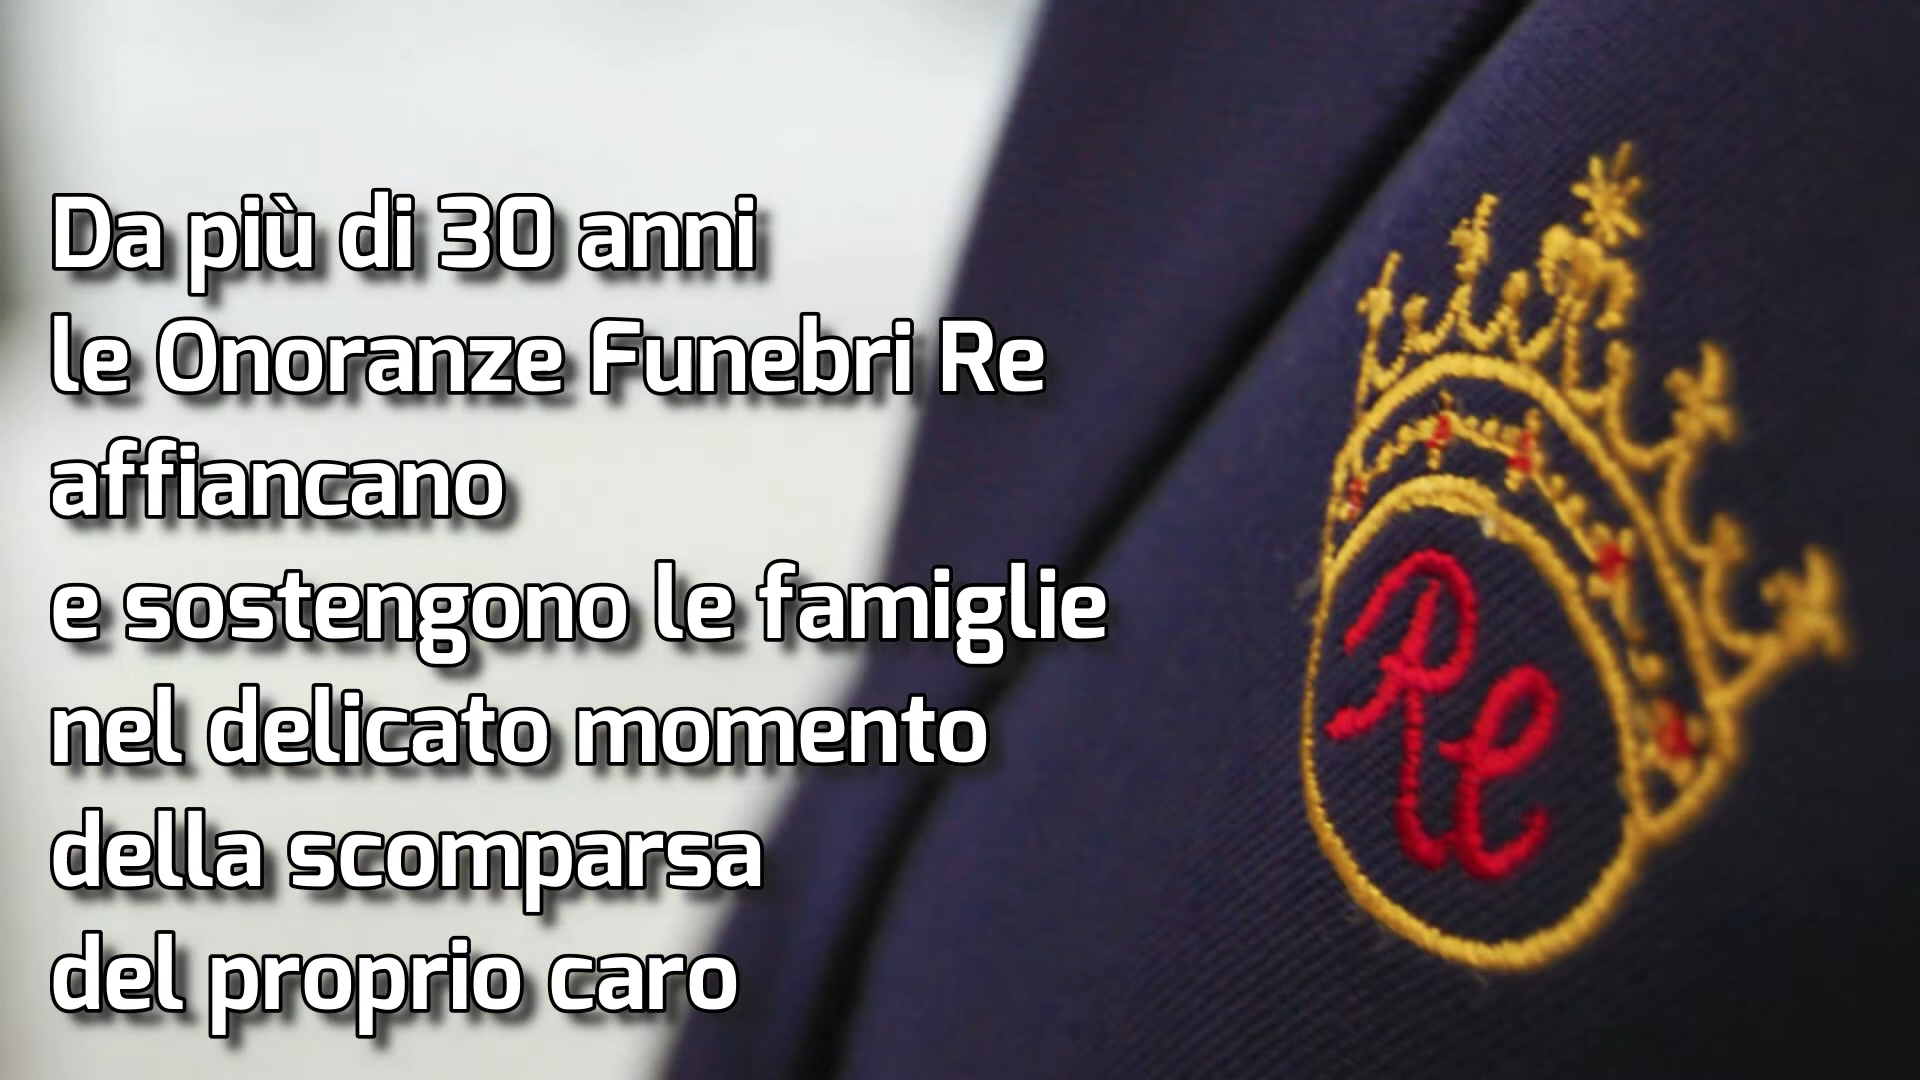 Da più di 30 anni
le Onoranze Funebri Re
affiancano
e sostengono le famiglie
nel delicato momento
della scomparsa
del proprio caro
Re